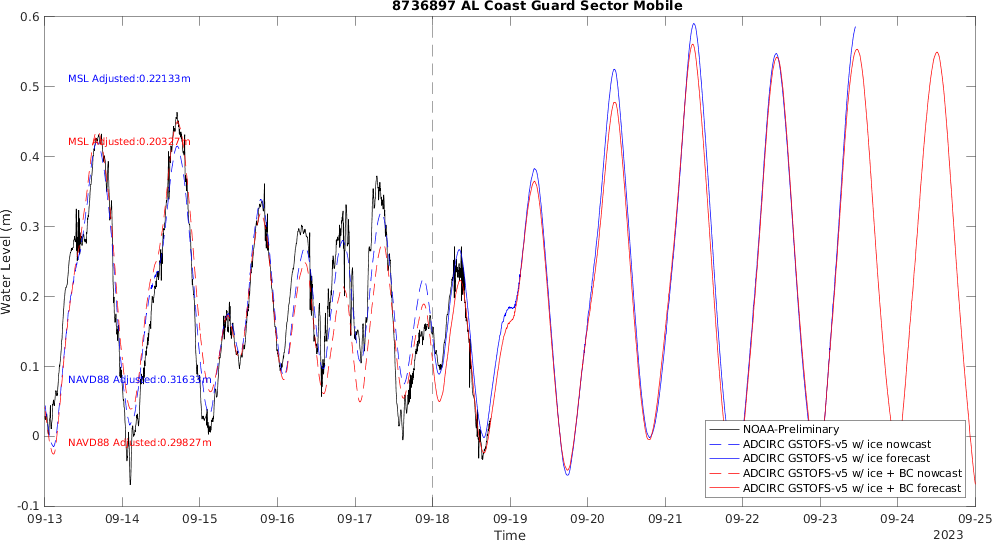 8736897 AL Coast Guard Sector Mobile
0.6
0.5
0.4
0.3
0.2
0.1
0
-0.1
Water Level (m)
MSL Adjusted:0.22133m
MSL Adjusted:0.20327m
NAVD88 Adjusted:0.31633m
NAVD88 Adjusted:0.29827m
NOAA-Preliminary
ADCIRC GSTOFS-v5 w/ ice nowcast
ADCIRC GSTOFS-v5 w/ ice forecast
ADCIRC GSTOFS-v5 w/ ice + BC nowcast
ADCIRC GSTOFS-v5 w/ ice + BC forecast
09-13 09-14 09-15 09-16 09-17 09-18 09-19 09-20 09-21 09-22 09-23 09-24 09-25
Time
2023